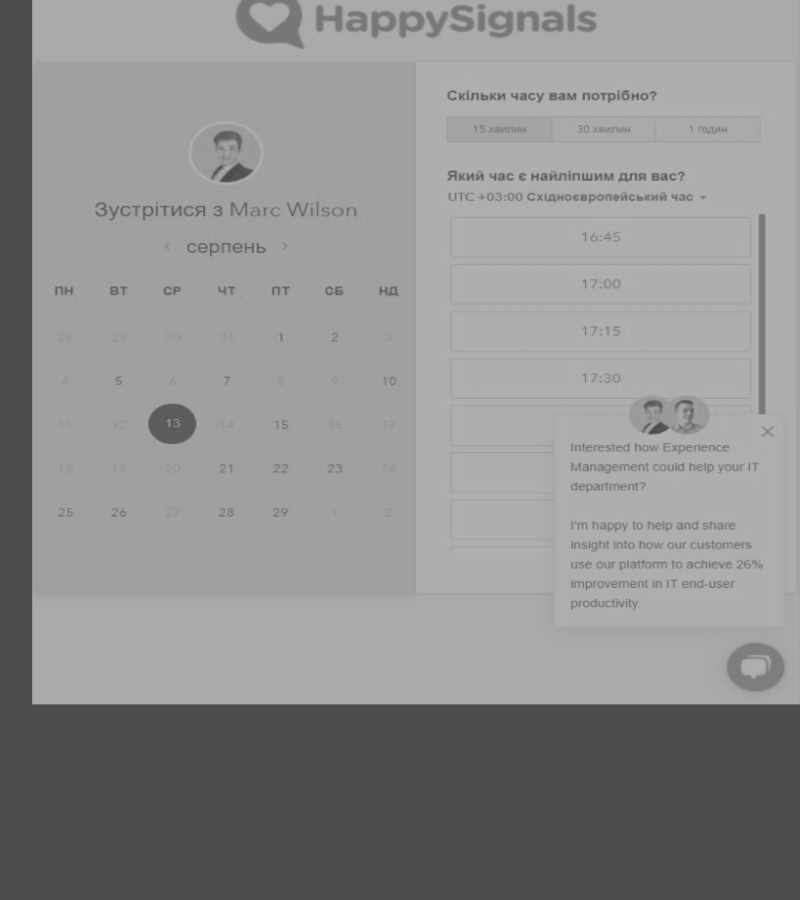 HappySignals
Зустрітися з Marc Wilson
< серпень >
ПН ВТ СР ЧТ ПТ СБ НД
28 29 30 31 1 2 3
4 5 6 7 8 9 10
11 12 13 14 15 16 17
18 19 20 21 22 23 24
25 26 27 28 29 1 2
Скільки часу вам потрібно?
15 хвилин 30 хвилин 1 годин
Який час є найліпшим для вас?
UTC +03:00 Східноєвропейський час
16:45
17:00
17:15
17:30
Interested how Experience
Management could help your IT
department?
I'm happy to help and share
insight into how our customers
use our platform to achieve 26%
improvement in IT end-user
productivity.